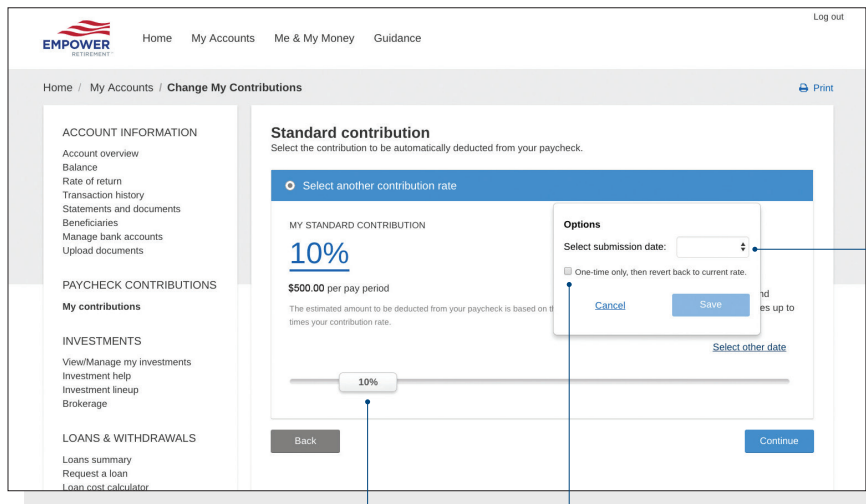 Log out
EMPOWER
RETIREMENT
Home My Accounts Me & My Money Guidance
Home / My Accounts / Change My Contributions
Print
ACCOUNT INFORMATION
Account overview
Balance
Rate of return
Transaction history
Statements and documents
Beneficiaries
Manage bank accounts
Upload documents
PAYCHECK CONTRIBUTIONS
My contributions
INVESTMENTS
View/Manage my investments
Investment help
Investment lineup
Brokerage
LOANS & WITHDRAWALS
Loans summary
Request a loan
Loan cost calculator
Standard contribution
Select the contribution to be automatically deducted from your paycheck.
Select another contribution rate
MY STANDARD CONTRIBUTION
10%
$500.00 per pay period
The estimated amount to be deducted from your paycheck is based on
times your contribution rate.
Options
Select submission date:
One-time only, then revert back to current rate.
Cancel Save
up to
Select other date
10%
Back
Continue